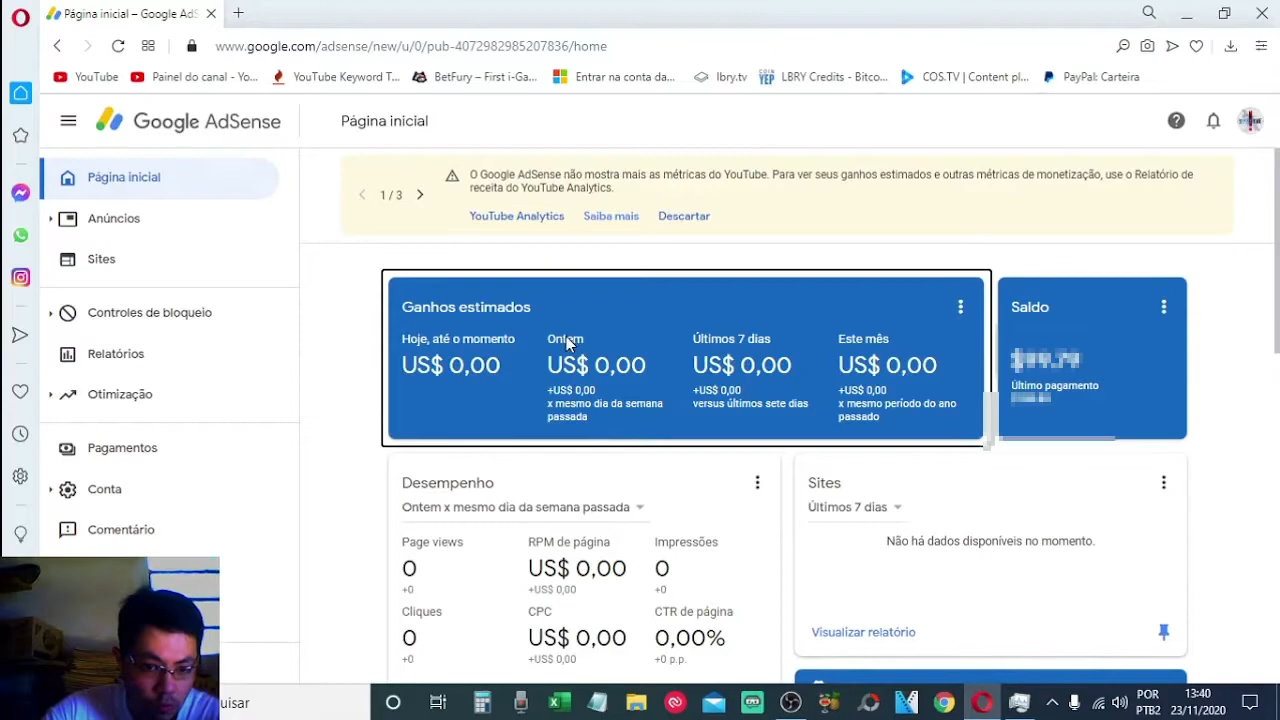 Página inicial – Google AdS
www.google.com/adsense/new/u/0/pub-4072982985207836/home
YouTube
Painel do canal - Yo...
YouTube Keyword T...
BetFury – First i-Ga...
Entrar na conta da...
lbry.tv
LBRY Credits - Bitco...
COS.TV | Content pl...
PayPal: Carteira
Google AdSense
Página inicial
Página inicial
Anúncios
Sites
Controles de bloqueio
Relatórios
Otimização
Pagamentos
Conta
Comentário
O Google AdSense não mostra mais as métricas do YouTube. Para ver seus ganhos estimados e outras métricas de monetização, use o Relatório de
receita do YouTube Analytics.
1 / 3
YouTube Analytics
Saiba mais
Descartar
Ganhos estimados
Hoje, até o momento
US$ 0,00
Ontem
US$ 0,00
+US$ 0,00
x mesmo dia da semana
passada
Últimos 7 dias
US$ 0,00
+US$ 0,00
versus últimos sete dias
Este mês
US$ 0,00
+US$ 0,00
x mesmo período do ano
passado
Saldo
Último pagamento
Desempenho
Ontem x mesmo dia da semana passada
Page views
0
+0
RPM de página
US$ 0,00
+US$ 0,00
Impressões
0
+0
Cliques
0
+0
CPC
US$ 0,00
+US$ 0,00
CTR de página
0,00%
+0 p.p.
Sites
Últimos 7 dias
Não há dados disponíveis no momento.
Visualizar relatório
uisar
POR
PTB2
13:40
23/11/2020